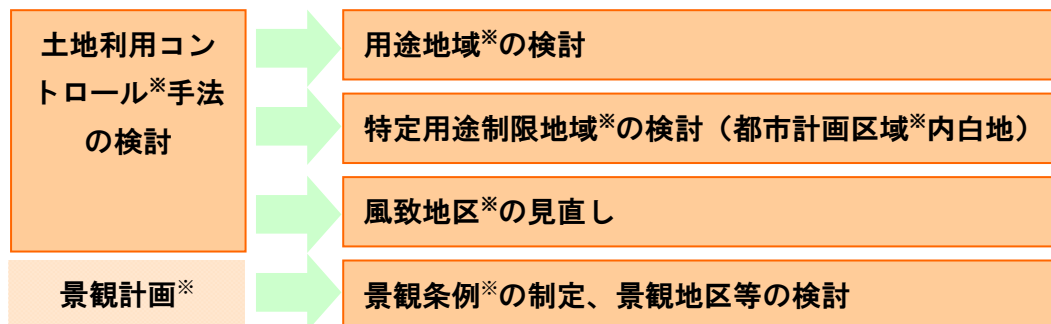 土地利用コン
トロール※手法
の検討
用途地域※の検討
特定用途制限地域※の検討（都市計画区域※内白地）
風致地区※の見直し
景観計画※
景観条例※の制定、景観地区等の検討